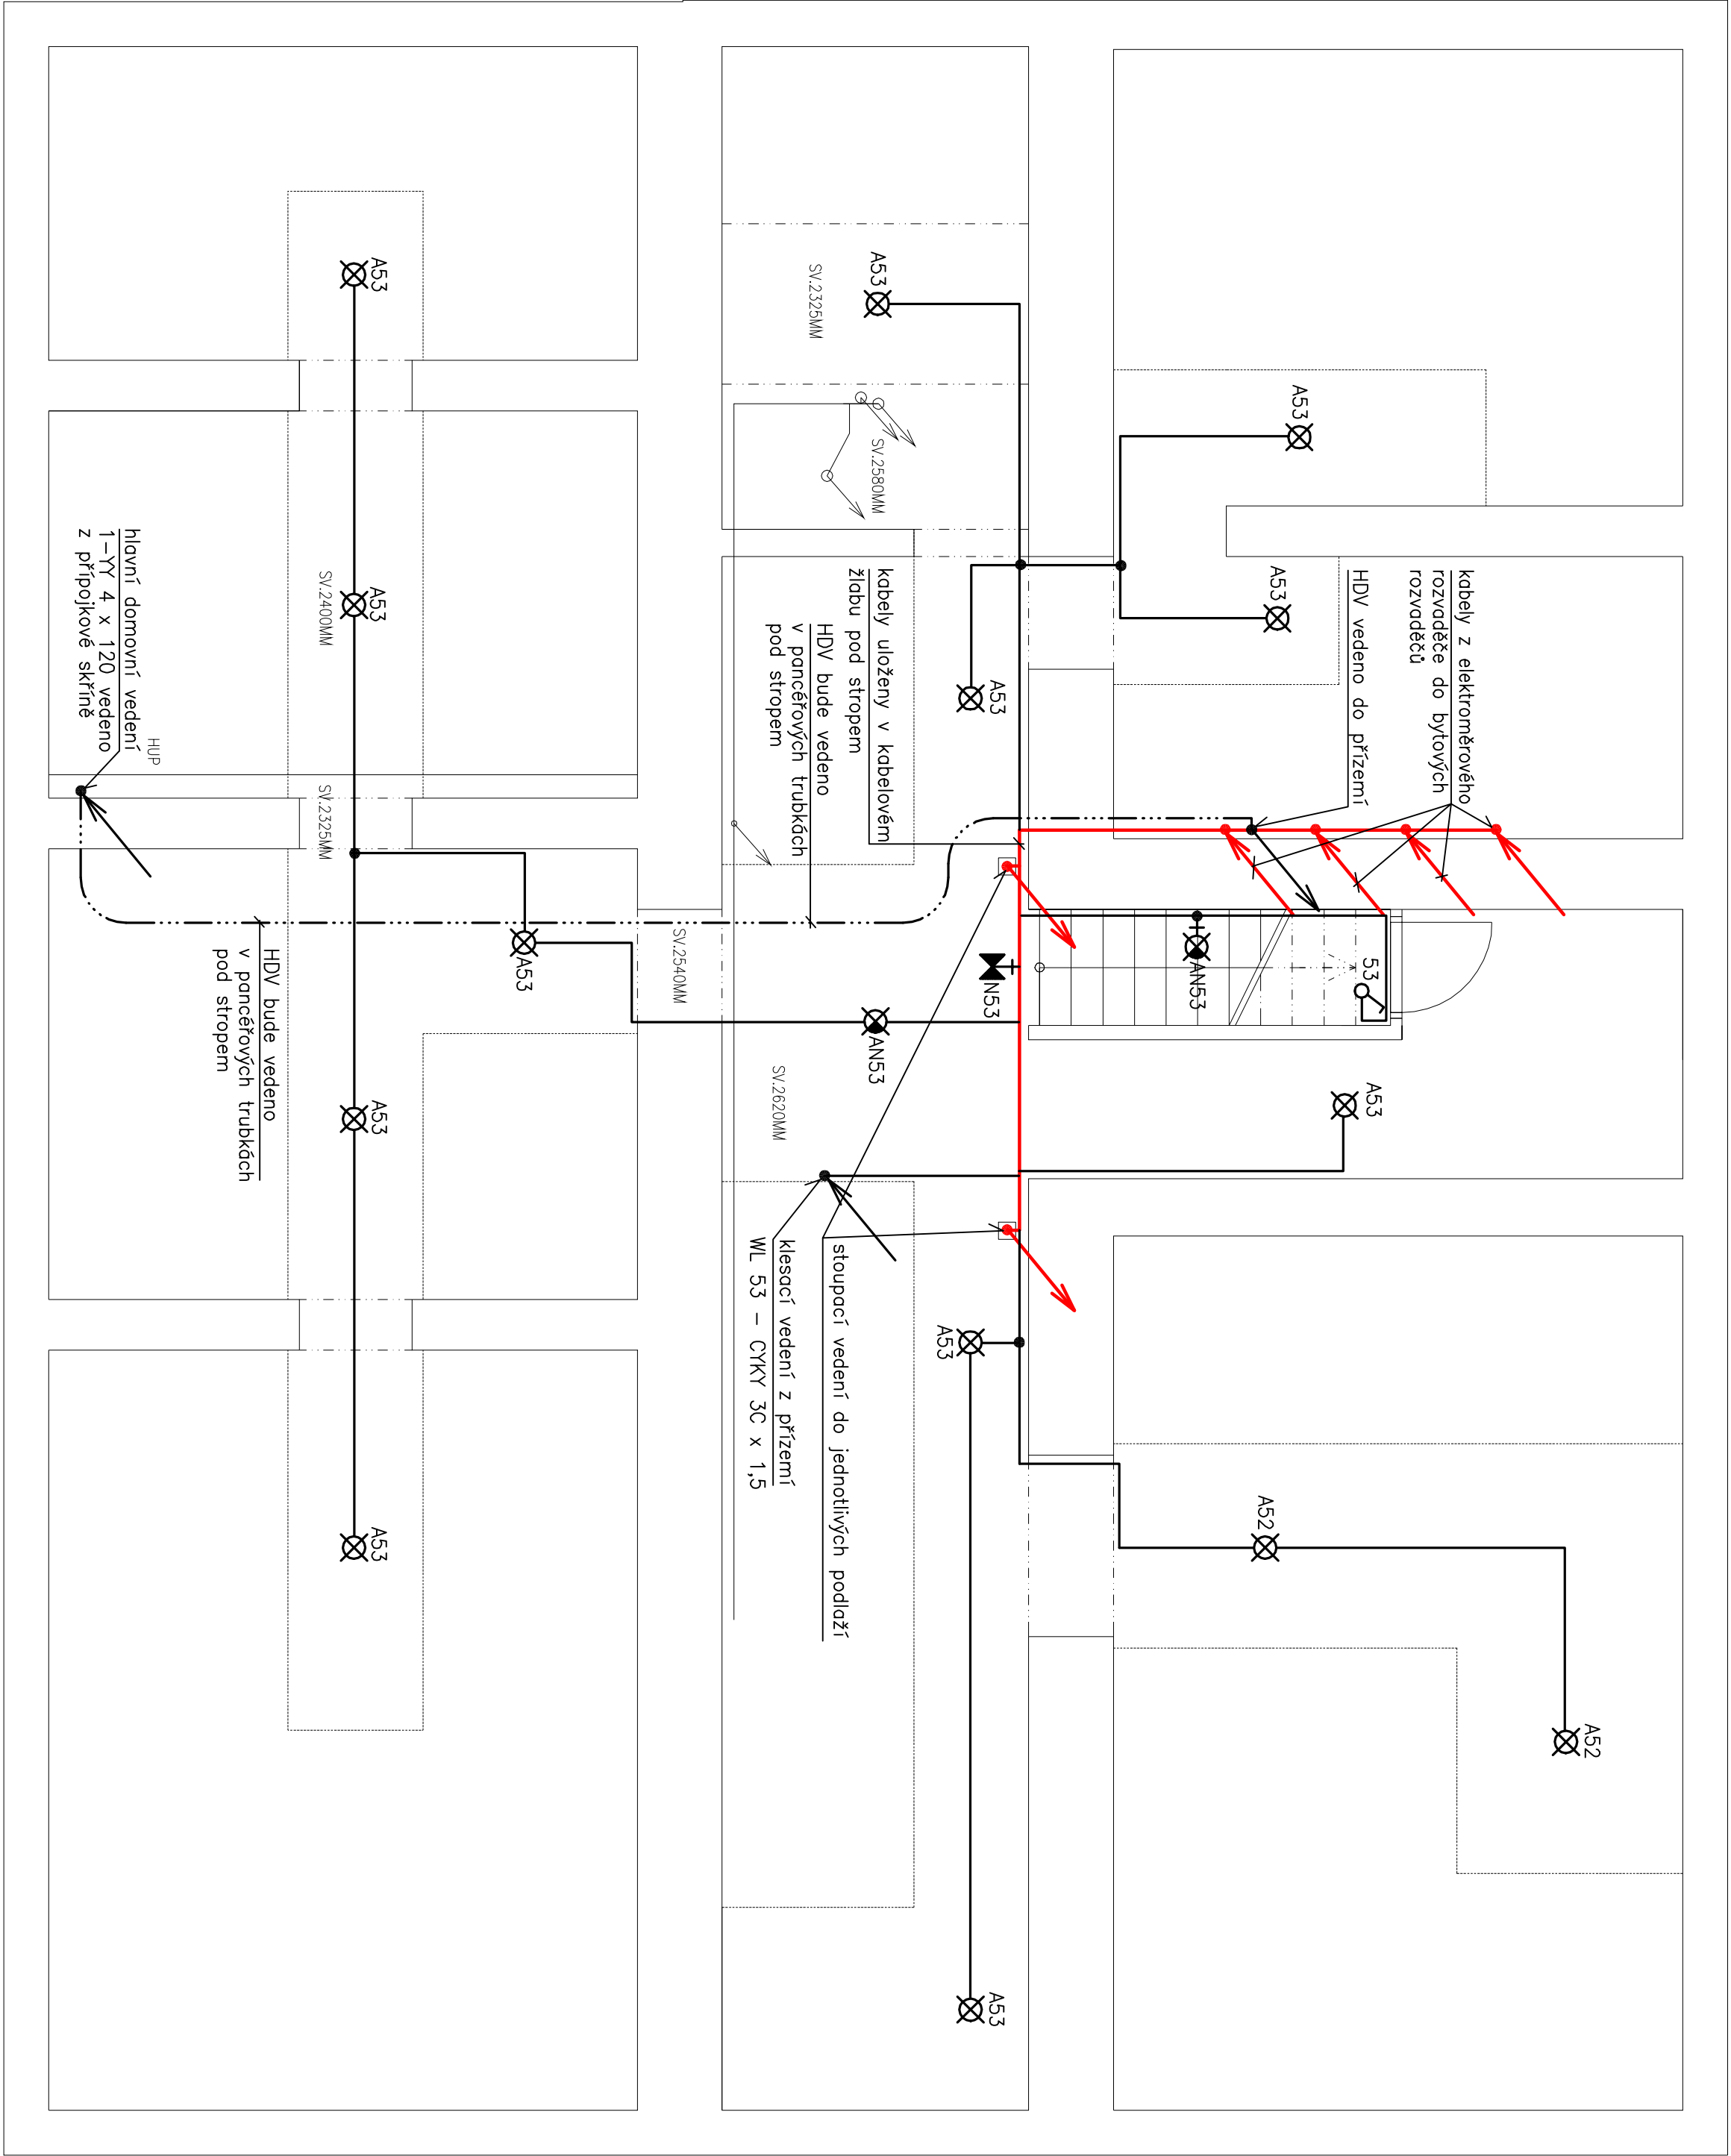 A52
kabely z elektroměrového
rozvaděče do bytových
rozvaděčů
53
A53
HDV vedeno do přízemí
A53
A53
A52
AN53
A53
N53
A53
A53
kabely uloženy v kabelovém
žlabu pod stropem
A53
SV.2580MM
AN53
stoupací vedení do jednotlivých podlaží
HDV bude vedeno
v pancéřových trubkách
pod stropem
SV.2325MM
klesací vedení z přízemí
WL 53 – CYKY 3C x 1,5
SV.2620MM
SV.2540MM
A53
A53
A53
A53
A53
SV.2400MM
SV.2325MM
HDV bude vedeno
v pancéřových trubkách
pod stropem
HUP
hlavní domovní vedení
1–YY 4 x 120 vedeno
z přípojkové skříně